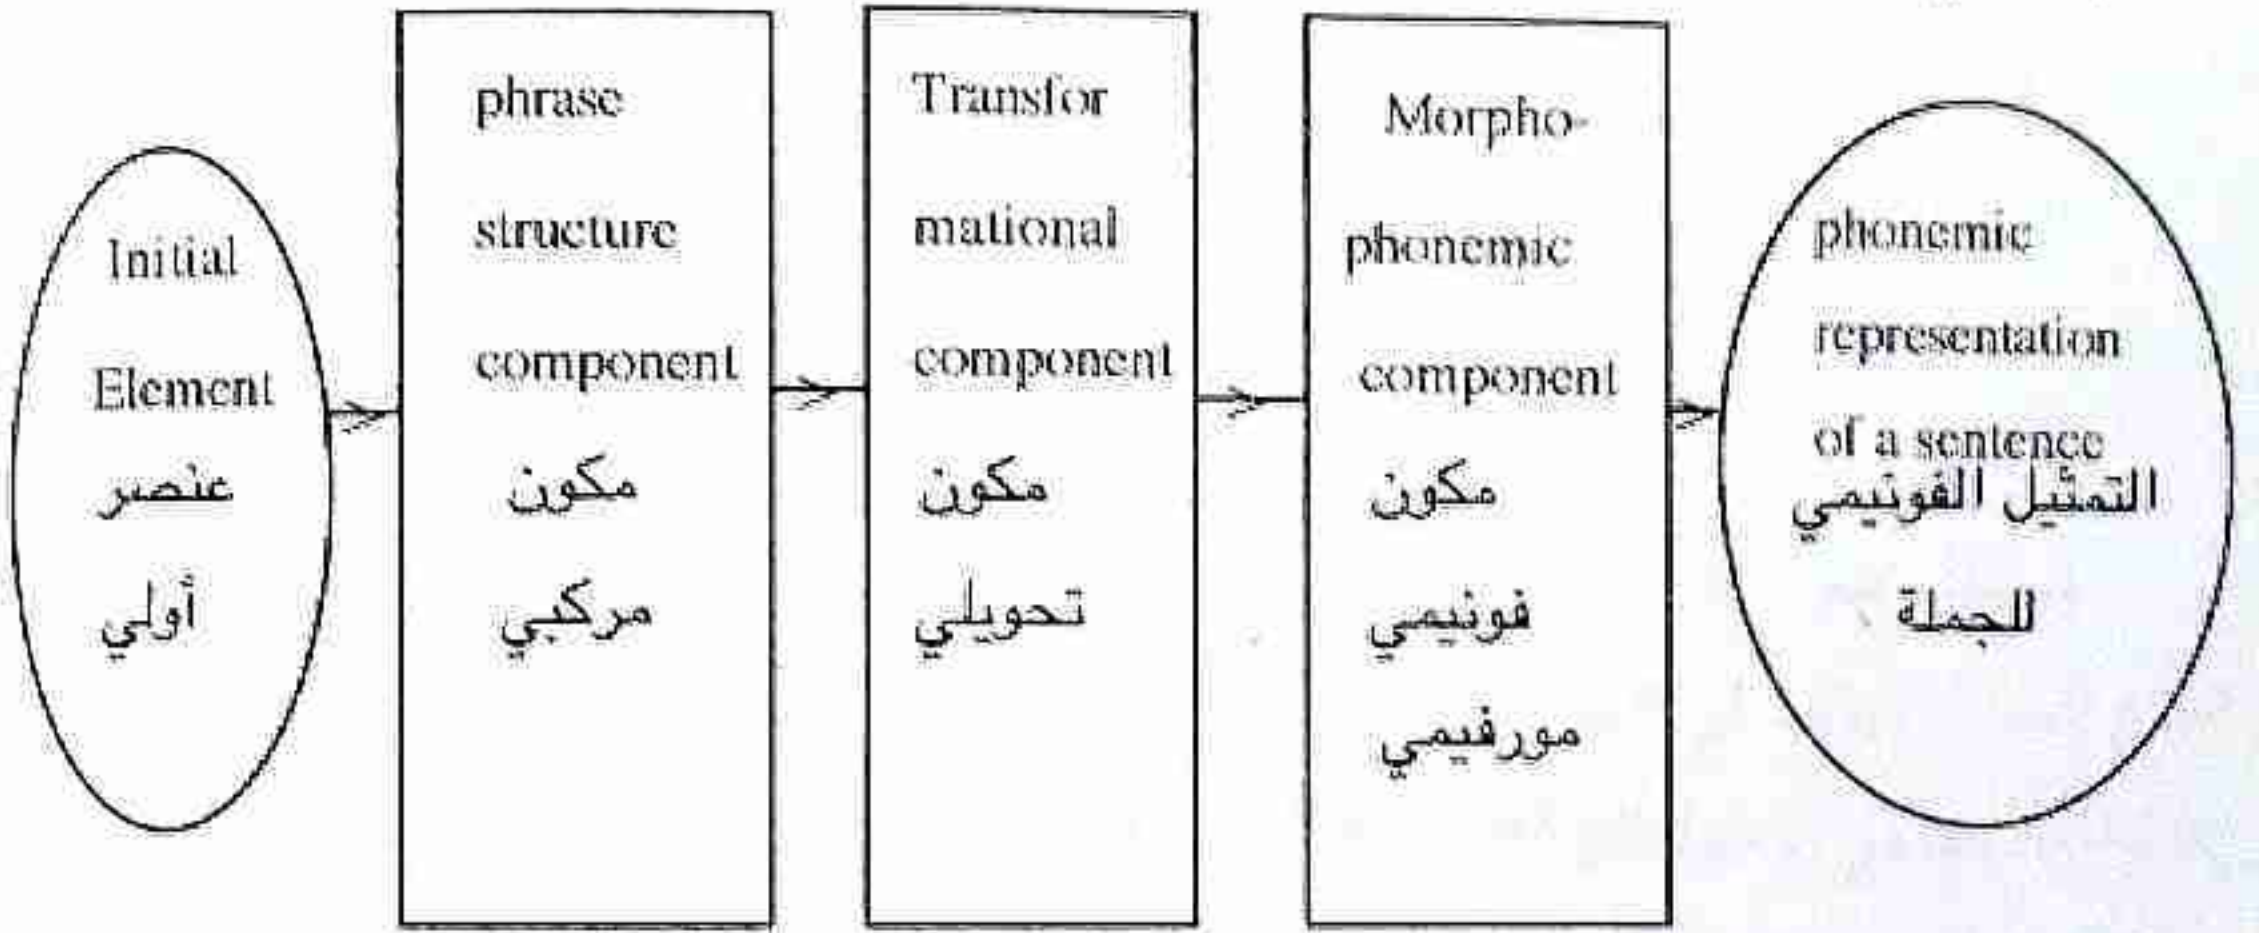 Initial
Element
عنصر
أولي
phrase
structure
component
مكون
مركبي
Transfor
mational
component
مكون
تحويلي
Morpho-
phonemic
component
مكون
فونيمي
مورفيمي
phonemic
representation
of a sentence
التمثيل الفونيمي
للجملة